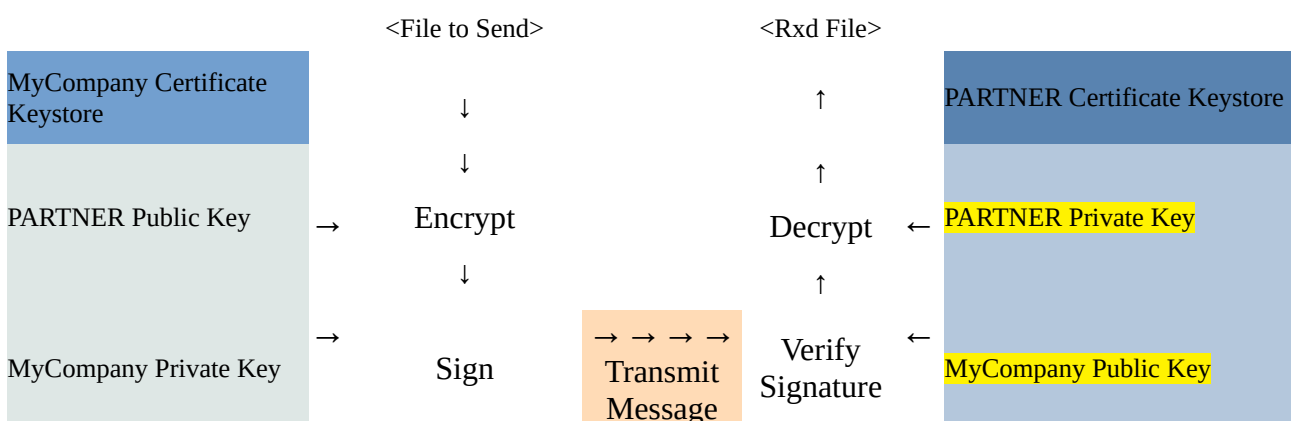 <File to Send>
<Rxd File>
MyCompany Certificate
Keystore
↓
↑
PARTNER Certificate Keystore
↓
↑
PARTNER Public Key
→
Encrypt
Decrypt
←
PARTNER Private Key
↓
↑
MyCompany Private Key
→
Sign
→ → → →
Transmit
Message
Verify
Signature
←
MyCompany Public Key